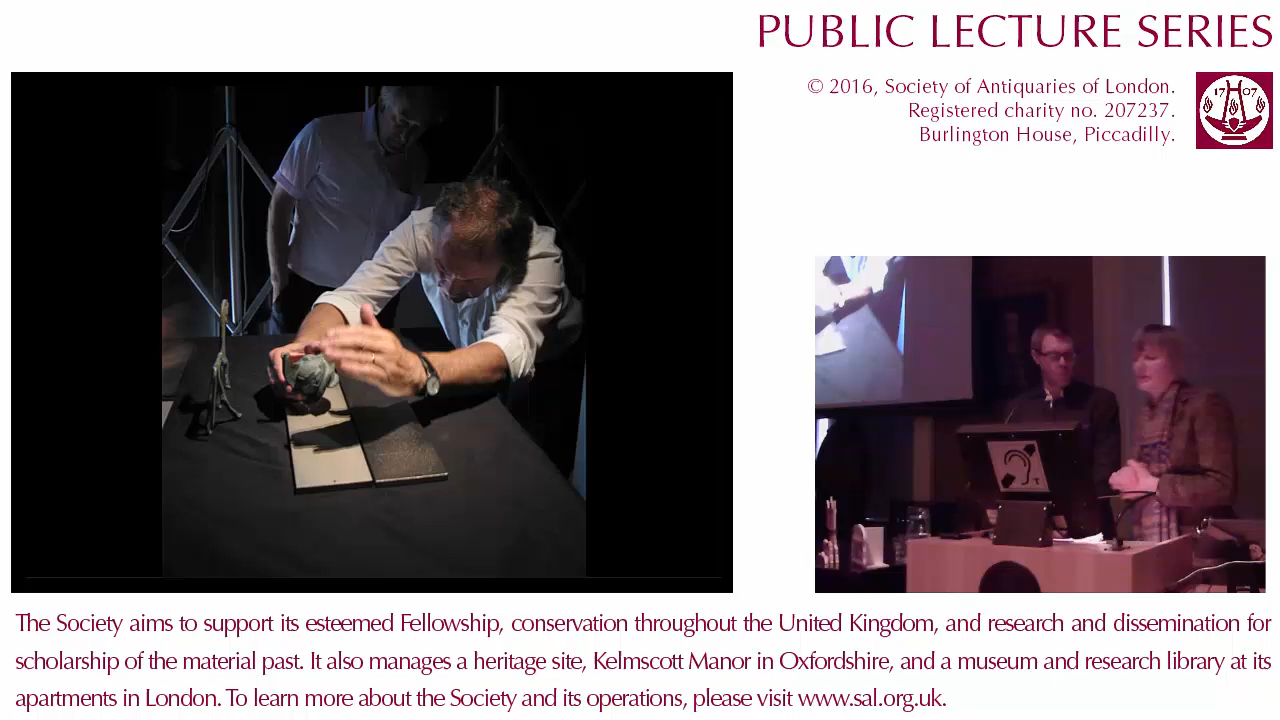 PUBLIC LECTURE SERIES
© 2016, Society of Antiquaries of London.
Registered charity no. 207237.
Burlington House, Piccadilly.
17 07
T
The Society aims to support its esteemed Fellowship, conservation throughout the United Kingdom, and research and dissemination for
scholarship of the material past. It also manages a heritage site, Kelmscott Manor in Oxfordshire, and a museum and research library at its
apartments in London. To learn more about the Society and its operations, please visit www.sal.org.uk.